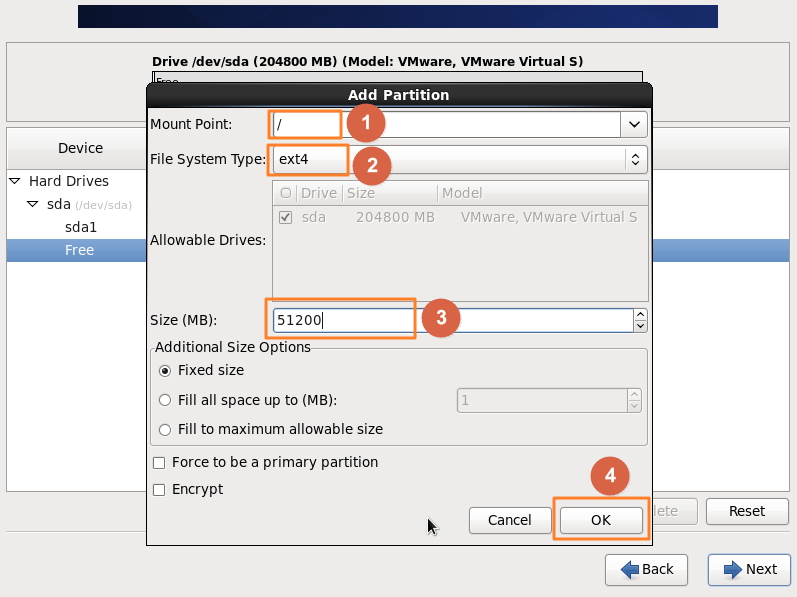 Drive /dev/sda (204800 MB) (Model: VMware, VMware Virtual S)
Free
Add Partition
Mount Point: / 1
File System Type: ext4 2
Device
Drive Size Model
Hard Drives
sda 204800 MB VMware, VMware Virtual S
sda (/dev/sda)
sda1
Allowable Drives:
Free
Size (MB): 51200 3
Additional Size Options
Fixed size
Fill all space up to (MB): 1
Fill to maximum allowable size
Force to be a primary partition
4
Encrypt
Cancel OK Reset
Back Next